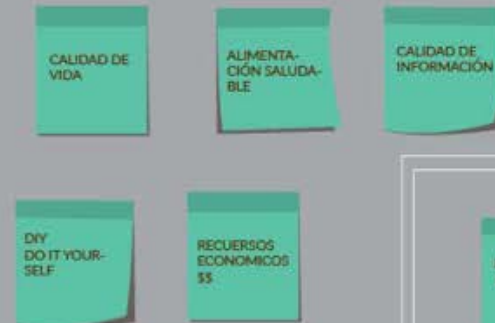 CALIDAD DE
VIDA
ALIMENTA-
CIÓN SALUDA-
BLE
CALIDAD DE
INFORMACIÓN
DIY
DO IT YOUR-
SELF
RECUERSOS
ECONOMICOS
$$